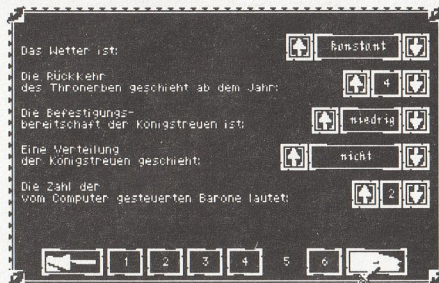 Das Wetter ist: konstant
Die Rückkehr
des Thronerben geschieht ab dem Jahr: 4
Die Befestigungs-
bereitschaft der Königstreuen ist: niedrig
Eine Verteilung
der Königstreuen geschieht: nicht
Die Zahl der
vom Computer gesteuerten Barone lautet: 2
1 2 3 4 5 6